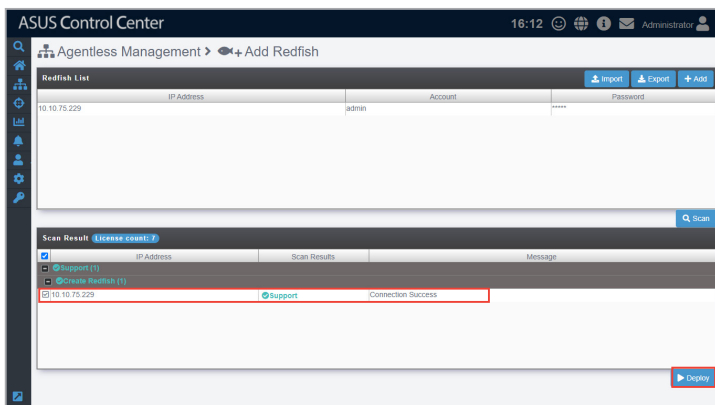 ASUS Control Center
16:12 Administrator
Agentless Management > + Add Redfish
Redfish List
Import Export + Add
IP Address Account Password
10.10.75.229 admin *****
Scan
Scan Result License count: 7
IP Address Scan Results Message
Support (1)
Create Redfish (1)
10.10.75.229 Support Connection Success
Deploy